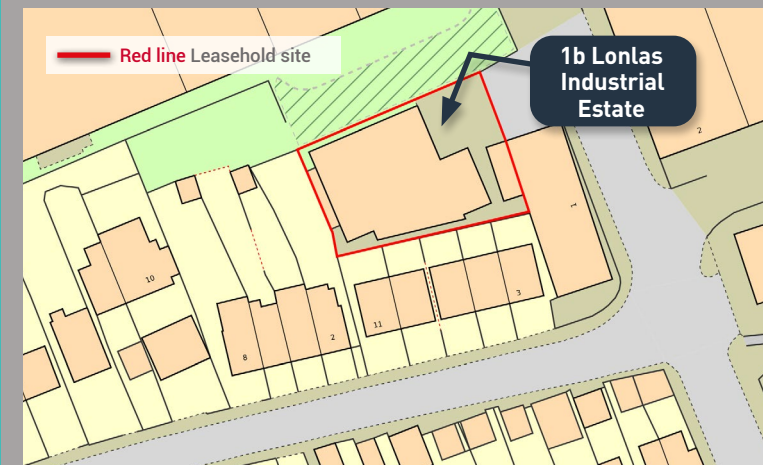 Red line Leasehold site
1b Lonlas
Industrial
Estate
2
1
10
3
11
2
8